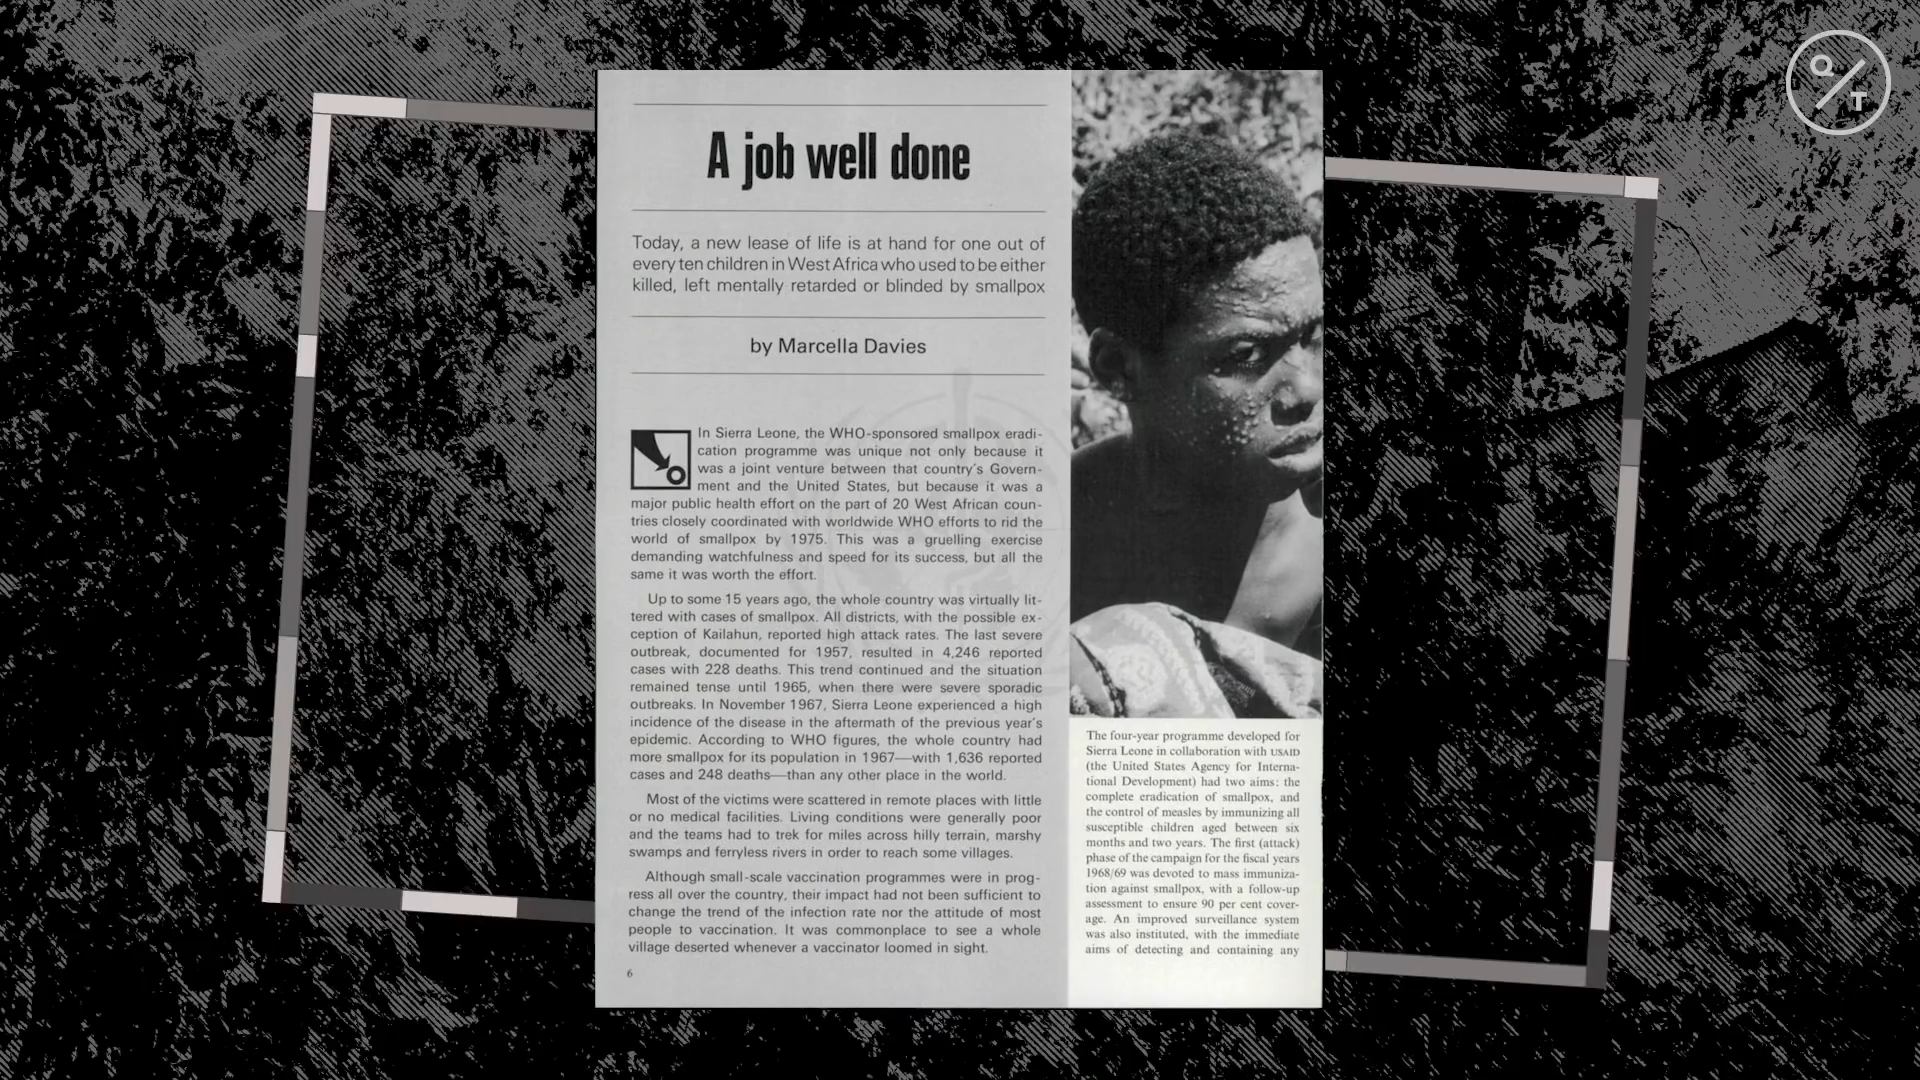 Q
T
A job well done
Today, a new lease of life is at hand for one out of
every ten children in West Africa who used to be either
killed, left mentally retarded or blinded by smallpox
by Marcella Davies
In Sierra Leone, the WHO-sponsored smallpox eradi-
cation programme was unique not only because it
was a joint venture between that country's Govern-
ment and the United States, but because it was a
major public health effort on the part of 20 West African coun-
tries closely coordinated with worldwide WHO efforts to rid the
world of smallpox by 1975. This was a gruelling exercise
demanding watchfulness and speed for its success, but all the
same it was worth the effort.
Up to some 15 years ago, the whole country was virtually lit-
tered with cases of smallpox. All districts, with the possible ex-
ception of Kailahun, reported high attack rates. The last severe
outbreak, documented for 1957, resulted in 4,246 reported
cases with 228 deaths. This trend continued and the situation
remained tense until 1965, when there were severe sporadic
outbreaks. In November 1967, Sierra Leone experienced a high
incidence of the disease in the aftermath of the previous year's
epidemic. According to WHO figures, the whole country had
more smallpox for its population in 1967—with 1,636 reported
cases and 248 deaths—than any other place in the world.
Most of the victims were scattered in remote places with little
or no medical facilities. Living conditions were generally poor
and the teams had to trek for miles across hilly terrain, marshy
swamps and ferryless rivers in order to reach some villages.
Although small-scale vaccination programmes were in prog-
ress all over the country, their impact had not been sufficient to
change the trend of the infection rate nor the attitude of most
people to vaccination. It was commonplace to see a whole
village deserted whenever a vaccinator loomed in sight.
6
The four-year programme developed for
Sierra Leone in collaboration with USAID
(the United States Agency for Interna-
tional Development) had two aims: the
complete eradication of smallpox, and
the control of measles by immunizing all
susceptible children aged between six
months and two years. The first (attack)
phase of the campaign for the fiscal years
1968/69 was devoted to mass immuniza-
tion against smallpox, with a follow-up
assessment to ensure 90 per cent cover-
age. An improved surveillance system
was also instituted, with the immediate
aims of detecting and containing any